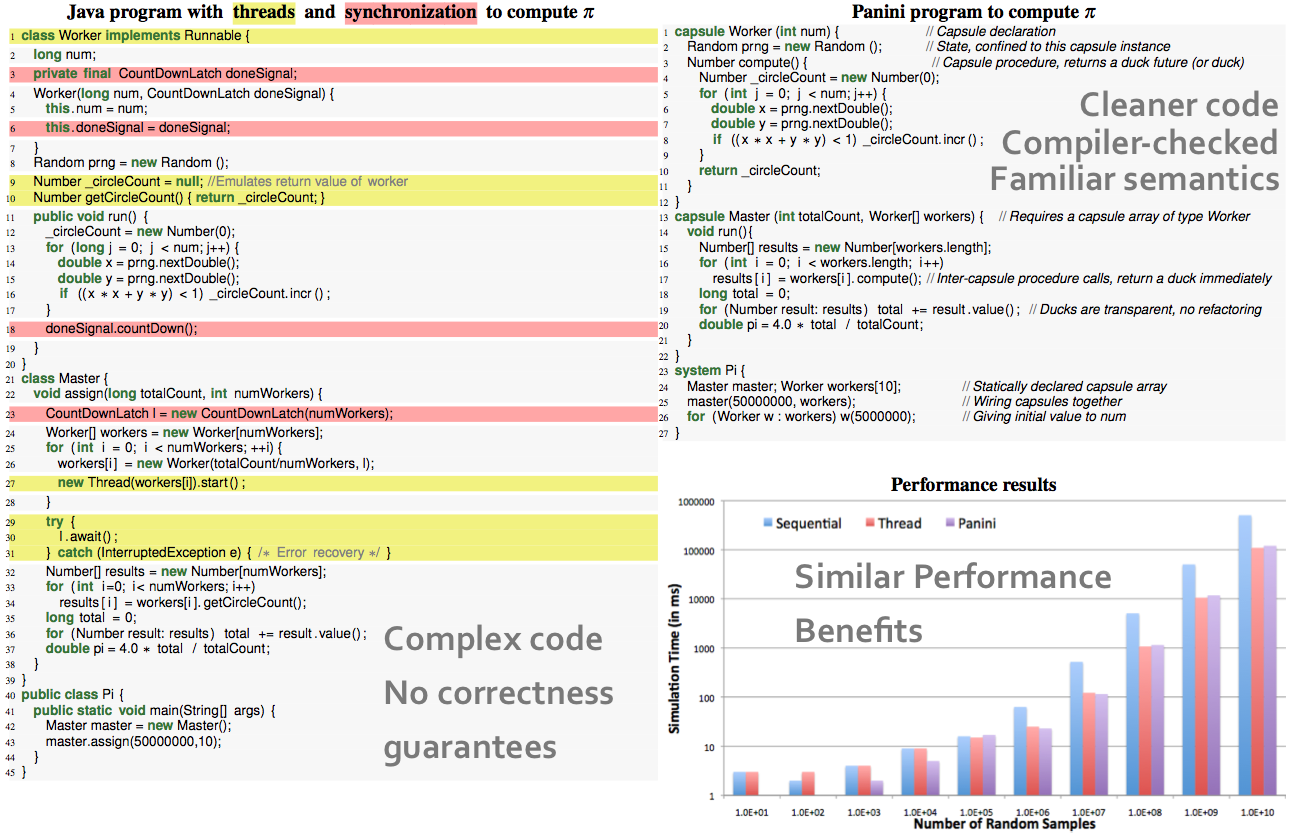 Java program with threads and synchronization to compute π
1 class Worker implements Runnable {
2 long num;
3 private final CountDownLatch doneSignal;
4 Worker(long num, CountDownLatch doneSignal) {
5 this.num = num;
6 this.doneSignal = doneSignal;
7 }
8 Random prng = new Random ();
9 Number _circleCount = null; //Emulates return value of worker
10 Number getCircleCount() { return _circleCount; }
11 public void run() {
12 _circleCount = new Number(0);
13 for (long j = 0; j < num; j++) {
14 double x = prng.nextDouble();
15 double y = prng.nextDouble();
16 if ((x * x + y * y) < 1) _circleCount.incr();
17 }
18 doneSignal.countDown();
19 }
20 }
21 class Master {
22 void assign(long totalCount, int numWorkers) {
23 CountDownLatch l = new CountDownLatch(numWorkers);
24 Worker[] workers = new Worker[numWorkers];
25 for (int i = 0; i < numWorkers; ++i) {
26 workers[i] = new Worker(totalCount/numWorkers, l);
27 new Thread(workers[i]).start();
28 }
29 try {
30 l.await();
31 } catch (InterruptedException e) { /* Error recovery */ }
32 Number[] results = new Number[numWorkers];
33 for (int i=0; i< numWorkers; i++)
34 results[i] = workers[i].getCircleCount();
35 long total = 0;
36 for (Number result: results) total += result.value();
37 double pi = 4.0 * total / totalCount;
38 }
39 }
40 public class Pi {
41 public static void main(String[] args) {
42 Master master = new Master();
43 master.assign(50000000,10);
44 }
45 }
Complex code
No correctness
guarantees
Panini program to compute π
1 capsule Worker (int num) { // Capsule declaration
2 Random prng = new Random (); // State, confined to this capsule instance
3 Number compute() { // Capsule procedure, returns a duck future (or duck)
4 Number _circleCount = new Number(0);
5 for (int j = 0; j < num; j++) {
6 double x = prng.nextDouble();
7 double y = prng.nextDouble();
8 if ((x * x + y * y) < 1) _circleCount.incr();
9 }
10 return _circleCount;
11 }
12 }
13 capsule Master (int totalCount, Worker[] workers) { // Requires a capsule array of type Worker
14 void run(){
15 Number[] results = new Number[workers.length];
16 for (int i = 0; i < workers.length; i++)
17 results[i] = workers[i].compute(); // Inter-capsule procedure calls, return a duck immediately
18 long total = 0;
19 for (Number result: results) total += result.value(); // Ducks are transparent, no refactoring
20 double pi = 4.0 * total / totalCount;
21 }
22 }
23 system Pi {
24 Master master; Worker workers[10]; // Statically declared capsule array
25 master(50000000, workers); // Wiring capsules together
26 for (Worker w : workers) w(5000000); // Giving initial value to num
27 }
Cleaner code
Compiler-checked
Familiar semantics
Performance results
Sequential Thread Panini
Similar Performance
Benefits
Simulation Time (in ms)
1000000
100000
10000
1000
100
10
1
1.0E+01 1.0E+02 1.0E+03 1.0E+04 1.0E+05 1.0E+06 1.0E+07 1.0E+08 1.0E+09 1.0E+10
Number of Random Samples